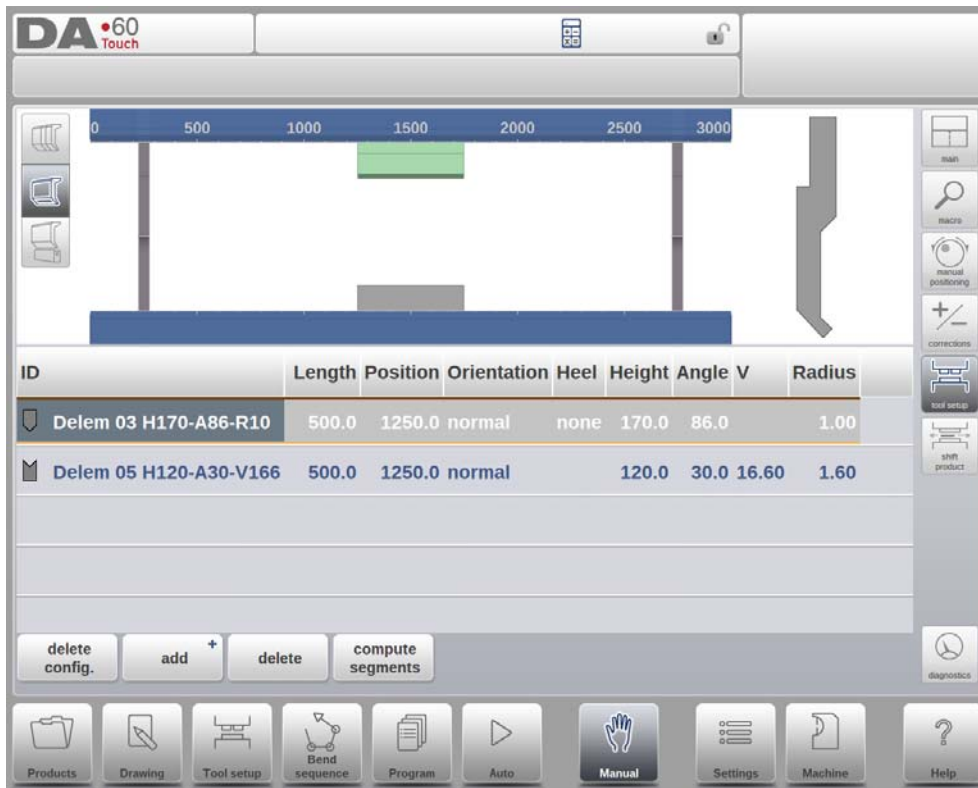 DA•60
Touch
0 500 1000 1500 2000 2500 3000
main
macro
manual
positioning
corrections
tool setup
shift
product
diagnostics
ID Length Position Orientation Heel Height Angle V Radius
Delem 03 H170-A86-R10 500.0 1250.0 normal none 170.0 86.0 1.00
Delem 05 H120-A30-V166 500.0 1250.0 normal 120.0 30.0 16.60 1.60
delete
config.
add +
delete
compute
segments
Products
Drawing
Tool setup
Bend
sequence
Program
Auto
Manual
Settings
Machine
? Help